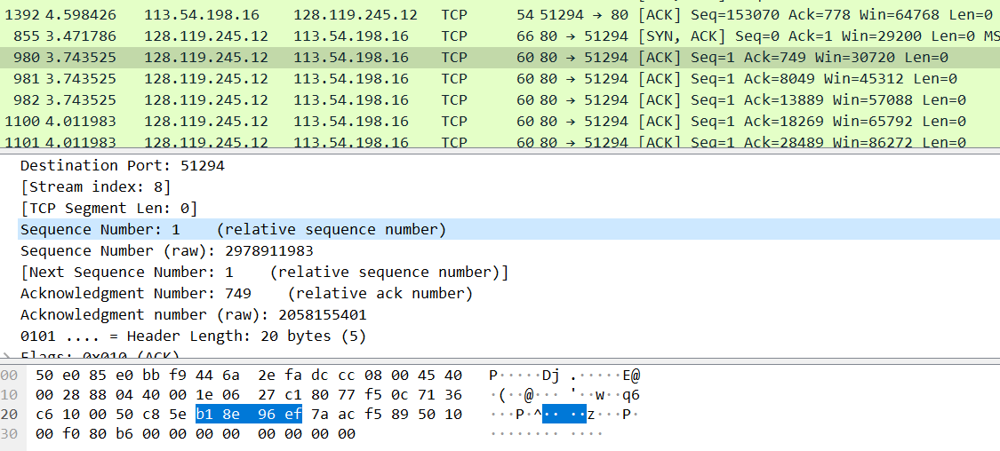 1392 4.598426 113.54.198.16 128.119.245.12 TCP 54 51294 → 80 [ACK] Seq=153070 Ack=778 Win=64768 Len=0
855 3.471786 128.119.245.12 113.54.198.16 TCP 66 80 → 51294 [SYN, ACK] Seq=0 Ack=1 Win=29200 Len=0 MS
980 3.743525 128.119.245.12 113.54.198.16 TCP 60 80 → 51294 [ACK] Seq=1 Ack=749 Win=30720 Len=0
981 3.743525 128.119.245.12 113.54.198.16 TCP 60 80 → 51294 [ACK] Seq=1 Ack=8049 Win=45312 Len=0
982 3.743525 128.119.245.12 113.54.198.16 TCP 60 80 → 51294 [ACK] Seq=1 Ack=13889 Win=57088 Len=0
1100 4.011983 128.119.245.12 113.54.198.16 TCP 60 80 → 51294 [ACK] Seq=1 Ack=18269 Win=65792 Len=0
1101 4.011983 128.119.245.12 113.54.198.16 TCP 60 80 → 51294 [ACK] Seq=1 Ack=28489 Win=86272 Len=0
Destination Port: 51294
[Stream index: 8]
[TCP Segment Len: 0]
Sequence Number: 1 (relative sequence number)
Sequence Number (raw): 2978911983
[Next Sequence Number: 1 (relative sequence number)]
Acknowledgment Number: 749 (relative ack number)
Acknowledgment number (raw): 2058155401
0101 .... = Header Length: 20 bytes (5)
Flags: 0x010 (ACK)
00 50 e0 85 e0 bb f9 44 6a 2e fa dc cc 08 00 45 40 P·····Dj .·····E@
10 00 28 88 04 40 00 1e 06 27 c1 80 77 f5 0c 71 36 ·(··@··· '··w··q6
20 c6 10 00 50 c8 5e b1 8e 96 ef 7a ac f5 89 50 10 ···P·^·· ··z···P·
30 00 f0 80 b6 00 00 00 00 00 00 00 00 ········ ····